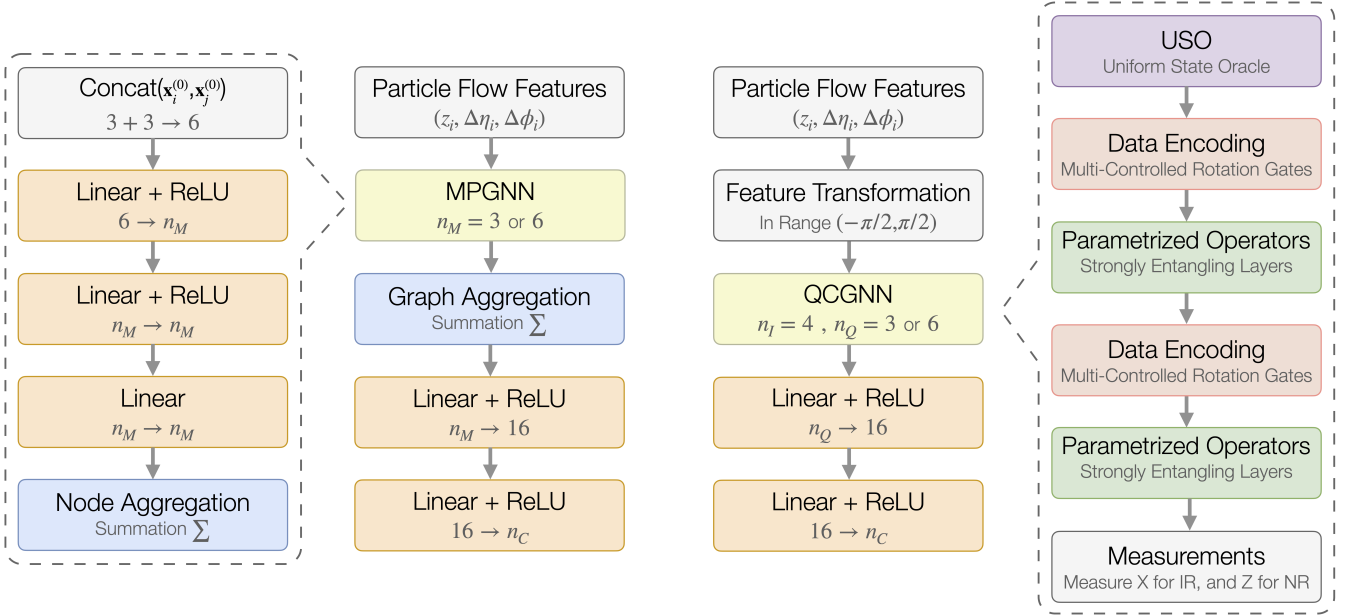 Concat(𝐱ᵢ⁽⁰⁾,𝐱ⱼ⁽⁰⁾)
3 + 3 → 6
Linear + ReLU
6 → n_M
Linear + ReLU
n_M → n_M
Linear
n_M → n_M
Node Aggregation
Summation ∑
Particle Flow Features
(z_i, Δη_i, Δϕ_i)
MPGNN
n_M = 3 or 6
Graph Aggregation
Summation ∑
Linear + ReLU
n_M → 16
Linear + ReLU
16 → n_C
Particle Flow Features
(z_i, Δη_i, Δϕ_i)
Feature Transformation
In Range (−π/2,π/2)
QCGNN
n_I = 4 , n_Q = 3 or 6
Linear + ReLU
n_Q → 16
Linear + ReLU
16 → n_C
USO
Uniform State Oracle
Data Encoding
Multi-Controlled Rotation Gates
Parametrized Operators
Strongly Entangling Layers
Data Encoding
Multi-Controlled Rotation Gates
Parametrized Operators
Strongly Entangling Layers
Measurements
Measure X for IR, and Z for NR